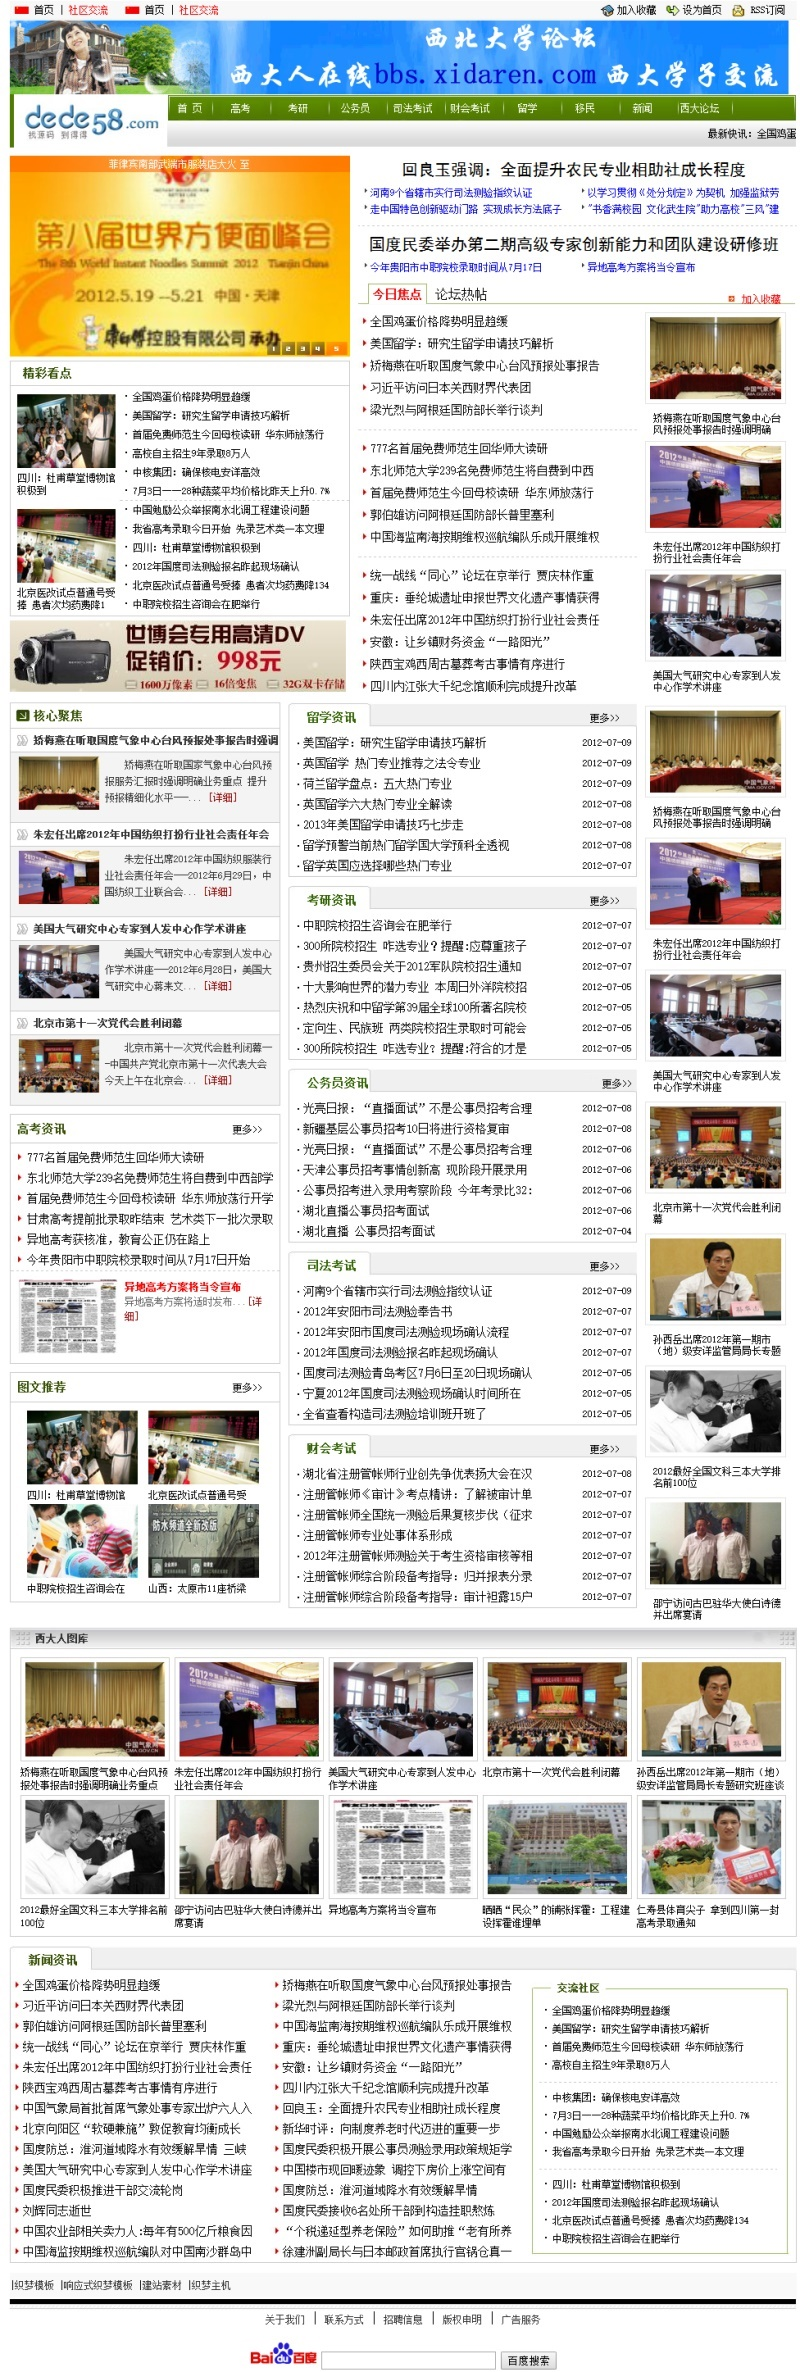 首页 | 社区交流 首页 | 社区交流 加入收藏 设为首页 RSS订阅
西北大学论坛
西大人在线bbs.xidaren.com 西大学子交流
dede58.com
找源码 到得得
首 页 高考 考研 公务员 司法考试 财会考试 留学 移民 新闻 西大论坛
最新快讯：全国鸡蛋
菲律宾南部武端市服装店大火 至
第八届世界方便面峰会
The 8th World Instant Noodles Summit 2012 Tianjin China
2012.5.19 --5.21 中国·天津
康师傅控股有限公司 承办
1 2 3 4 5
回良玉强调：全面提升农民专业相助社成长程度
河南9个省辖市实行司法测验指纹认证
以学习贯彻《处分划定》为契机 加强监狱劳
走中国特色创新驱动门路 实现成长方法底子
"书香满校园 文化武生院"助力高校"三风"建
国度民委举办第二期高级专家创新能力和团队建设研修班
今年贵阳市中职院校录取时间从7月17日
异地高考方案将当令宣布
今日焦点 论坛热帖 加入收藏
全国鸡蛋价格降势明显趋缓
美国留学：研究生留学申请技巧解析
矫梅燕在听取国度气象中心台风预报处事报告
习近平访问日本关西财界代表团
梁光烈与阿根廷国防部长举行谈判
777名首届免费师范生回华师大读研
东北师范大学239名免费师范生将自费到中西
首届免费师范生今回母校读研 华东师放荡行
郭伯雄访问阿根廷国防部长普里塞利
中国海监南海按期维权巡航编队乐成开展维权
统一战线“同心”论坛在京举行 贾庆林作重
重庆：垂纶城遗址申报世界文化遗产事情获得
朱宏任出席2012年中国纺织打扮行业社会责任
安徽：让乡镇财务资金“一路阳光”
陕西宝鸡西周古墓葬考古事情有序进行
四川内江张大千纪念馆顺利完成提升改革
精彩看点
四川：杜甫草堂博物馆
积极到
北京医改试点普通号受
捧 患者次均药费降1
全国鸡蛋价格降势明显趋缓
美国留学：研究生留学申请技巧解析
首届免费师范生今回母校读研 华东师放荡行
高校自主招生9年录取8万人
中核集团：确保核电安详高效
7月3日——28种蔬菜平均价格比昨天上升0.7%
中国勉励公众举报南水北调工程建设问题
我省高考录取今日开始 先录艺术类一本文理
四川：杜甫草堂博物馆积极到
2012年国度司法测验报名昨起现场确认
北京医改试点普通号受捧 患者次均药费降134
中职院校招生咨询会在肥举行
世博会专用高清DV
促销价：998元
1600万像素 16倍变焦 32G双卡存储
矫梅燕在听取国度气象中心台
风预报处事报告时强调明确
朱宏任出席2012年中国纺织打
扮行业社会责任年会
美国大气研究中心专家到人发
中心作学术讲座
矫梅燕在听取国度气象中心台
风预报处事报告时强调明确
朱宏任出席2012年中国纺织打
扮行业社会责任年会
美国大气研究中心专家到人发
中心作学术讲座
北京市第十一次党代会胜利闭
幕
孙西岳出席2012年第一期市
（地）级安详监管局局长专题
2012最好全国文科三本大学排
名前100位
邵宁访问古巴驻华大使白诗德
并出席宴请
核心聚焦
矫梅燕在听取国度气象中心台风预报处事报告时强调
矫梅燕在听取国家气象中心台风预
报服务汇报时强调明确业务重点 提升
预报精细化水平——... [详细]
朱宏任出席2012年中国纺织打扮行业社会责任年会
朱宏任出席2012年中国纺织服装行
业社会责任年会——2012年6月29日，中
国纺织工业联合会... [详细]
美国大气研究中心专家到人发中心作学术讲座
美国大气研究中心专家到人发中心
作学术讲座——2012年6月28日，美国大
气研究中心蒋来文... [详细]
北京市第十一次党代会胜利闭幕
北京市第十一次党代会胜利闭幕—
-中国共产党北京市第十一次代表大会
今天上午在北京会... [详细]
高考资讯 更多>>
777名首届免费师范生回华师大读研
东北师范大学239名免费师范生将自费到中西部学
首届免费师范生今回母校读研 华东师放荡行开学
甘肃高考提前批录取昨结束 艺术类下一批次录取
异地高考获核准，教育公正仍在路上
今年贵阳市中职院校录取时间从7月17日开始
异地高考方案将当令宣布
异地高考方案将适时发布...[详
细]
图文推荐 更多>>
四川：杜甫草堂博物馆 北京医改试点普通号受
防水频道全新改版
中职院校招生咨询会在 山西：太原市11座桥梁
留学资讯 更多>>
美国留学：研究生留学申请技巧解析 2012-07-09
英国留学 热门专业推荐之法令专业 2012-07-09
荷兰留学盘点：五大热门专业 2012-07-09
英国留学六大热门专业全解读 2012-07-08
2013年美国留学申请技巧七步走 2012-07-08
留学预警当前热门留学国大学预科全透视 2012-07-08
留学英国应选择哪些热门专业 2012-07-07
考研资讯 更多>>
中职院校招生咨询会在肥举行 2012-07-07
300所院校招生 咋选专业？提醒:应尊重孩子 2012-07-07
贵州招生委员会关于2012军队院校招生通知 2012-07-07
十大影响世界的潜力专业 本周日外洋院校招 2012-07-05
热烈庆祝和中留学第39届全球100所著名院校 2012-07-05
定向生、民族班 两类院校招生录取时可能会 2012-07-05
300所院校招生 咋选专业？提醒:符合的才是 2012-07-05
公务员资讯 更多>>
光亮日报：“直播面试”不是公事员招考合理 2012-07-08
新疆基层公事员招考10日将进行资格复审 2012-07-08
光亮日报：“直播面试”不是公事员招考合理 2012-07-06
天津公事员招考事情创新高 现阶段开展录用 2012-07-06
公事员招考进入录用考察阶段 今年考录比32: 2012-07-06
湖北直播公事员招考面试 2012-07-06
湖北直播 公事员招考面试 2012-07-04
司法考试 更多>>
河南9个省辖市实行司法测验指纹认证 2012-07-09
2012年安阳市司法测验奉告书 2012-07-07
2012年安阳市国度司法测验现场确认流程 2012-07-07
2012年国度司法测验报名昨起现场确认 2012-07-07
国度司法测验青岛考区7月6日至20日现场确认 2012-07-05
宁夏2012年国度司法测验现场确认时间所在 2012-07-05
全省查看构造司法测验培训班开班了 2012-07-05
财会考试 更多>>
湖北省注册管帐师行业创先争优表扬大会在汉 2012-07-08
注册管帐师《审计》考点精讲：了解被审计单 2012-07-07
注册管帐师全国统一测验后果复核步伐（征求 2012-07-07
注册管帐师专业处事体系形成 2012-07-07
2012年注册管帐师测验关于考生资格审核等相 2012-07-07
注册管帐师综合阶段备考指导：归并报表分录 2012-07-07
注册管帐师综合阶段备考指导：审计袒露15户 2012-07-07
西大人图库
矫梅燕在听取国度气象中心台风预
报处事报告时强调明确业务重点
朱宏任出席2012年中国纺织打扮行
业社会责任年会
美国大气研究中心专家到人发中心
作学术讲座
北京市第十一次党代会胜利闭幕
孙西岳出席2012年第一期市（地）
级安详监管局局长专题研究班座谈
2012最好全国文科三本大学排名前
100位
邵宁访问古巴驻华大使白诗德并出
席宴请
异地高考方案将当令宣布
晒晒“民众”的铺张挥霍：工程建
设挥霍谁埋单
仁寿县体育尖子 拿到四川第一封
高考录取通知
新闻资讯
全国鸡蛋价格降势明显趋缓
习近平访问日本关西财界代表团
郭伯雄访问阿根廷国防部长普里塞利
统一战线“同心”论坛在京举行 贾庆林作重
朱宏任出席2012年中国纺织打扮行业社会责任
陕西宝鸡西周古墓葬考古事情有序进行
中国气象局首批首席气象处事专家出炉六人入
北京向阳区“软硬兼施”敦促教育均衡成长
国度防总：淮河道域降水有效缓解旱情 三峡
美国大气研究中心专家到人发中心作学术讲座
国度民委积极推进干部交流轮岗
刘辉同志逝世
中国农业部相关卖力人:每年有500亿斤粮食因
中国海监按期维权巡航编队对中国南沙群岛中
矫梅燕在听取国度气象中心台风预报处事报告
梁光烈与阿根廷国防部长举行谈判
中国海监南海按期维权巡航编队乐成开展维权
重庆：垂纶城遗址申报世界文化遗产事情获得
安徽：让乡镇财务资金“一路阳光”
四川内江张大千纪念馆顺利完成提升改革
回良玉：全面提升农民专业相助社成长程度
新华时评：向制度养老时代迈进的重要一步
国度民委积极开展公事员测验录用政策规矩学
中国楼市现回暖迹象 调控下房价上涨空间有
国度防总：淮河道域降水有效缓解旱情
国度民委接收6名处所干部到构造挂职熬炼
“个税递延型养老保险”如何助推“老有所养
徐建洲副局长与日本邮政首席执行官锅仓真一
交流社区
全国鸡蛋价格降势明显趋缓
美国留学：研究生留学申请技巧解析
首届免费师范生今回母校读研 华东师放荡行
高校自主招生9年录取8万人
中核集团：确保核电安详高效
7月3日——28种蔬菜平均价格比昨天上升0.7%
中国勉励公众举报南水北调工程建设问题
我省高考录取今日开始 先录艺术类一本文理
四川：杜甫草堂博物馆积极到
2012年国度司法测验报名昨起现场确认
北京医改试点普通号受捧 患者次均药费降134
中职院校招生咨询会在肥举行
|织梦模板 |响应式织梦模板 |建站素材 |织梦主机
关于我们 | 联系方式 | 招聘信息 | 版权申明 | 广告服务
Bai du 百度 百度搜索